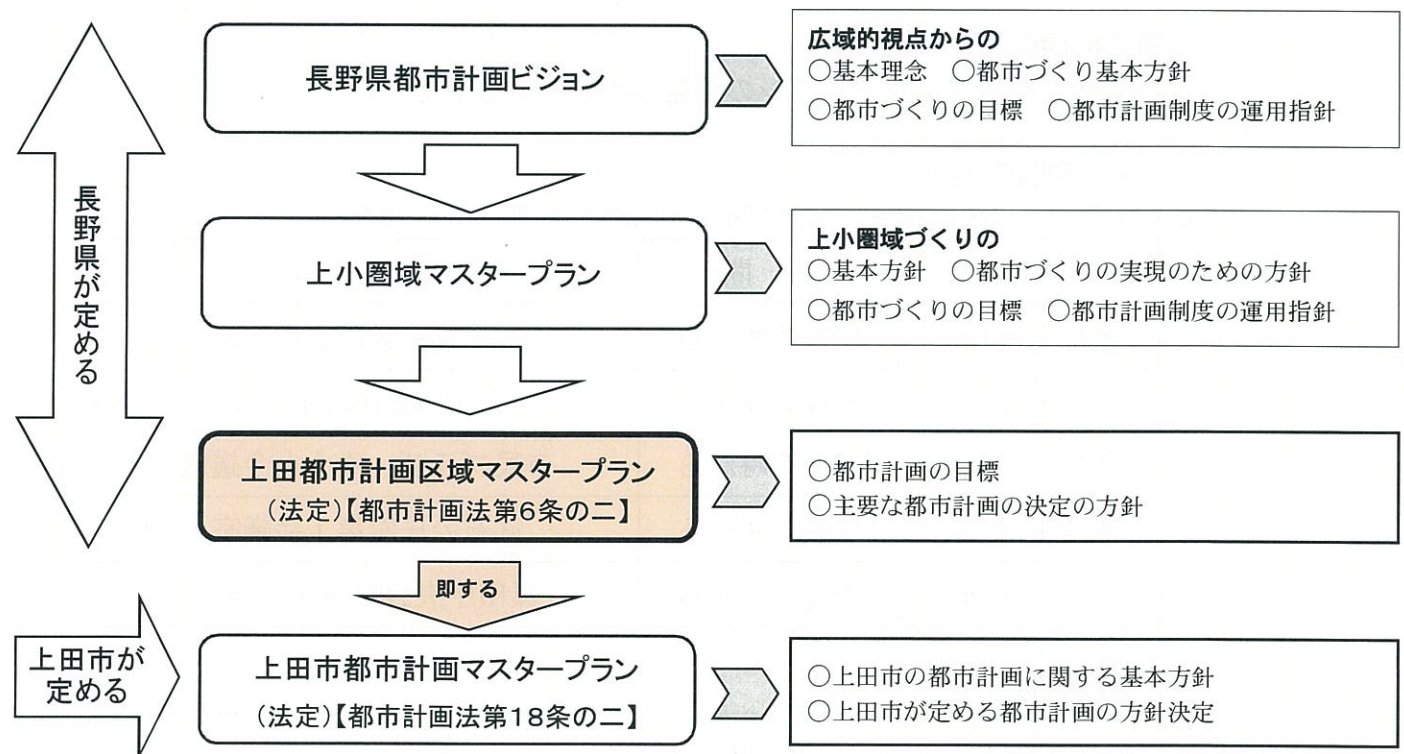 長野県が定める
長野県都市計画ビジョン
広域的視点からの
○基本理念　○都市づくり基本方針
○都市づくりの目標　○都市計画制度の運用指針
上小圏域マスタープラン
上小圏域づくりの
○基本方針　○都市づくりの実現のための方針
○都市づくりの目標　○都市計画制度の運用指針
上田都市計画区域マスタープラン
(法定)【都市計画法第6条の二】
○都市計画の目標
○主要な都市計画の決定の方針
即する
上田市が
定める
上田市都市計画マスタープラン
(法定)【都市計画法第18条の二】
○上田市の都市計画に関する基本方針
○上田市が定める都市計画の方針決定